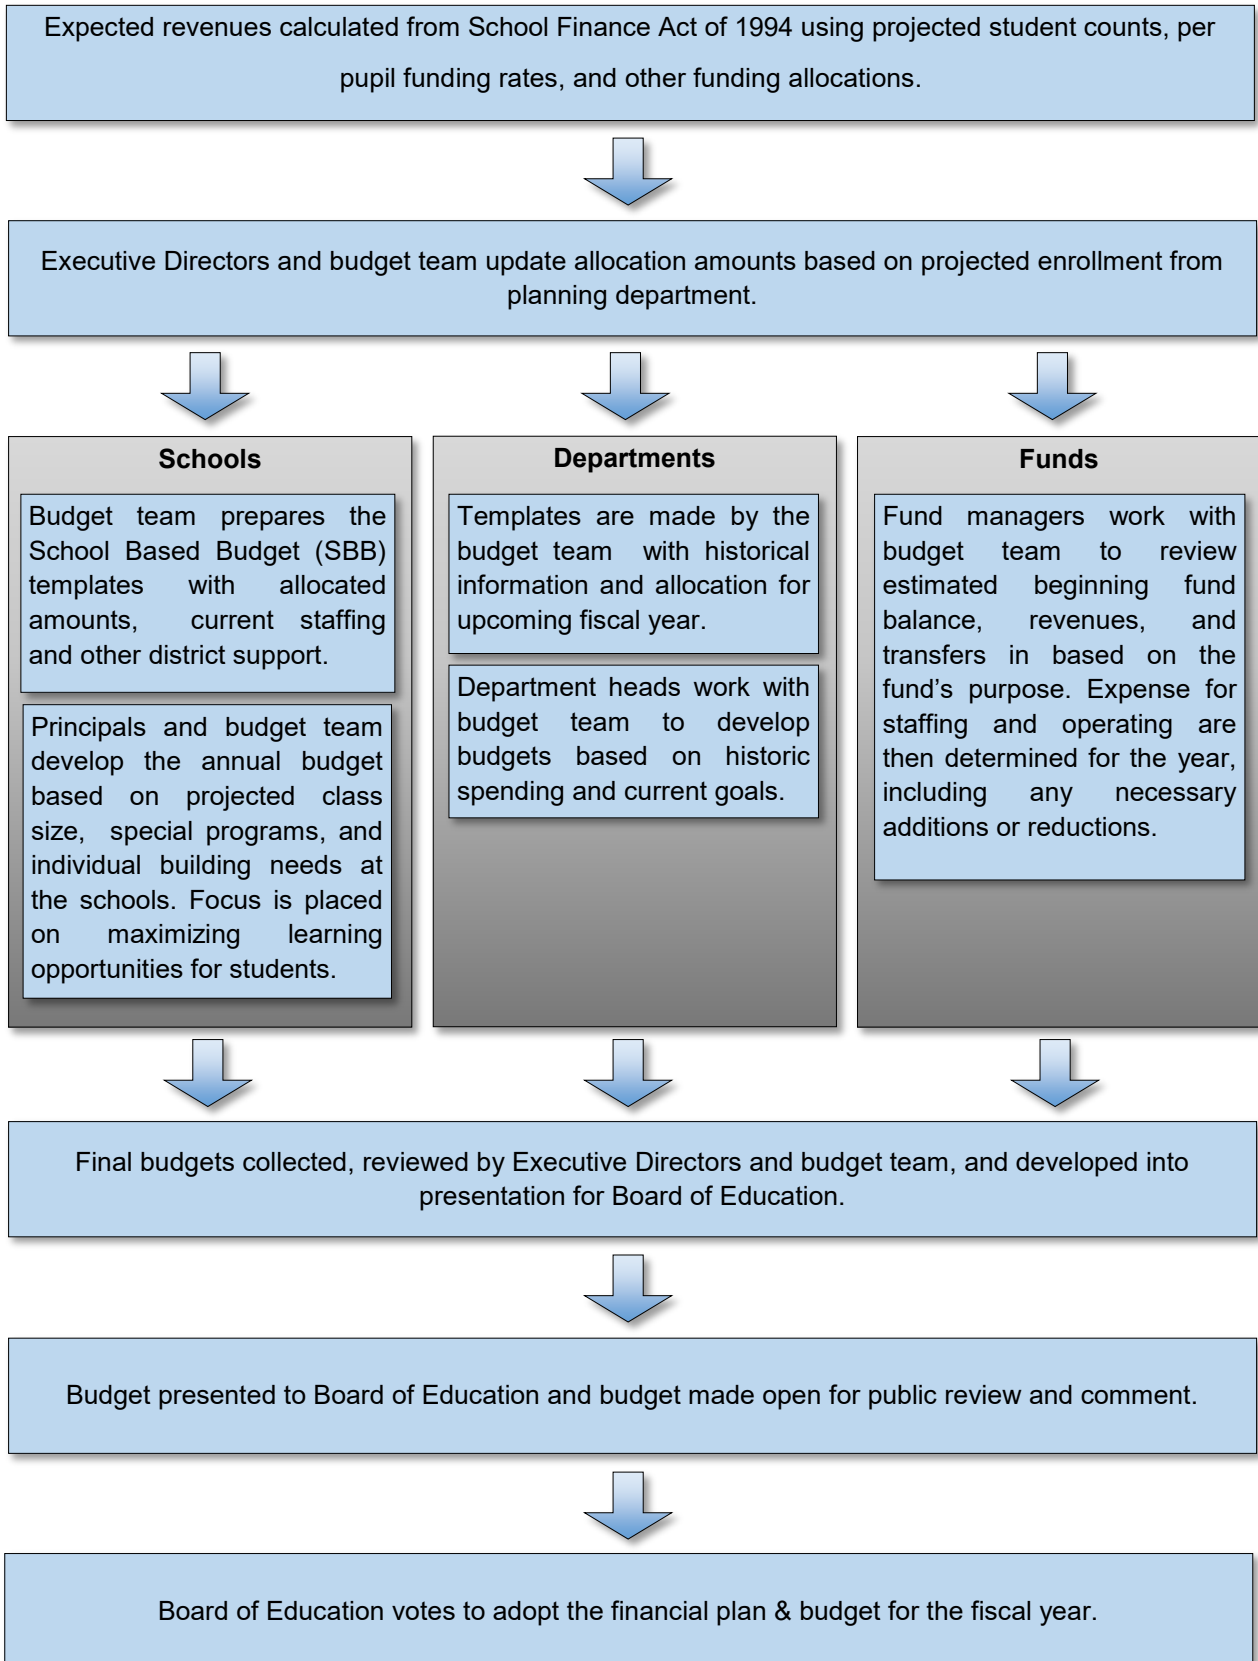 Expected revenues calculated from School Finance Act of 1994 using projected student counts, per
pupil funding rates, and other funding allocations.
Executive Directors and budget team update allocation amounts based on projected enrollment from
planning department.
Schools
Budget team prepares the
School Based Budget (SBB)
templates with allocated
amounts, current staffing
and other district support.
Principals and budget team
develop the annual budget
based on projected class
size, special programs, and
individual building needs at
the schools. Focus is placed
on maximizing learning
opportunities for students.
Departments
Templates are made by the
budget team with historical
information and allocation for
upcoming fiscal year.
Department heads work with
budget team to develop
budgets based on historic
spending and current goals.
Funds
Fund managers work with
budget team to review
estimated beginning fund
balance, revenues, and
transfers in based on the
fund's purpose. Expense for
staffing and operating are
then determined for the year,
including any necessary
additions or reductions.
Final budgets collected, reviewed by Executive Directors and budget team, and developed into
presentation for Board of Education.
Budget presented to Board of Education and budget made open for public review and comment.
Board of Education votes to adopt the financial plan & budget for the fiscal year.